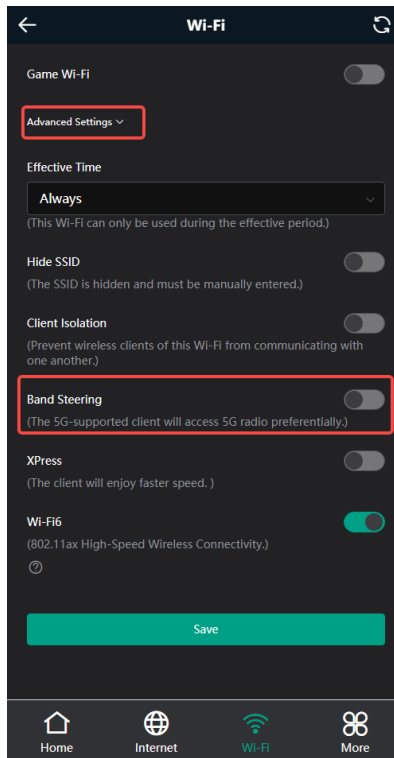 Wi-Fi
Game Wi-Fi
Advanced Settings
Effective Time
Always
(This Wi-Fi can only be used during the effective period.)
Hide SSID
(The SSID is hidden and must be manually entered.)
Client Isolation
(Prevent wireless clients of this Wi-Fi from communicating with
one another.)
Band Steering
(The 5G-supported client will access 5G radio preferentially.)
XPress
(The client will enjoy faster speed. )
Wi-Fi6
(802.11ax High-Speed Wireless Connectivity.)
?
Save
Home Internet Wi-Fi More